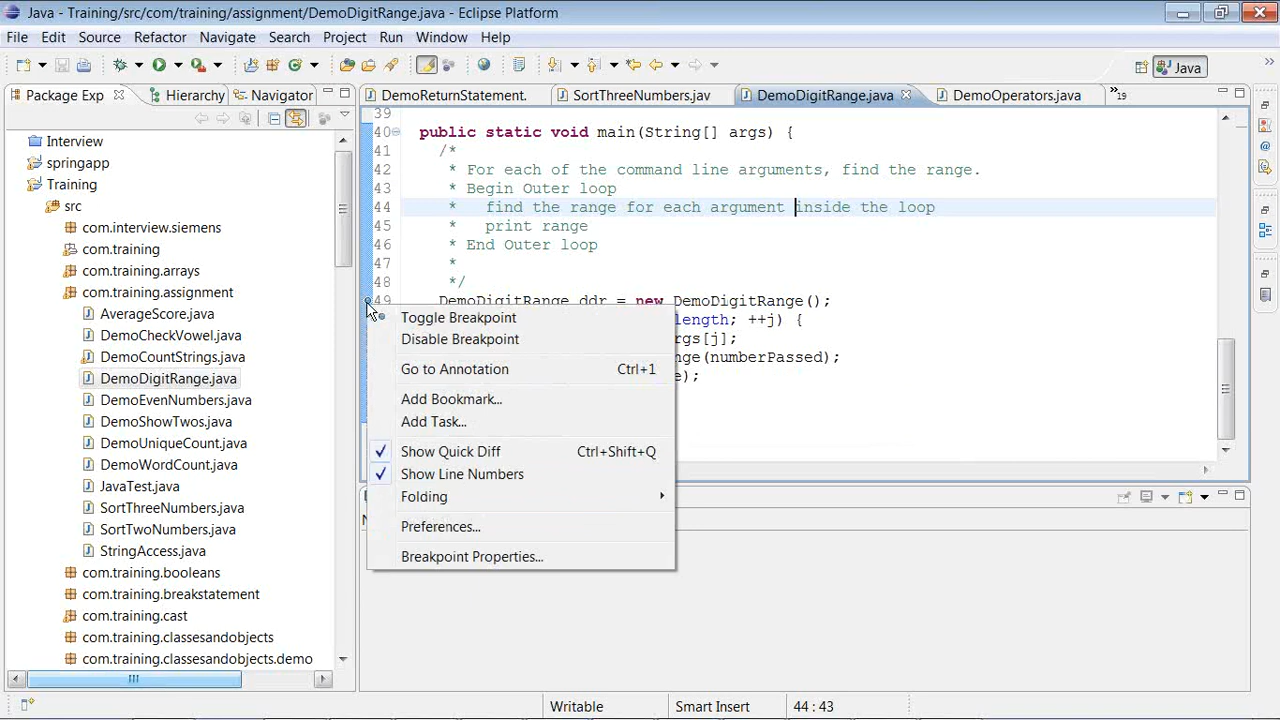 Java - Training/src/com/training/assignment/DemoDigitRange.java - Eclipse Platform
File Edit Source Refactor Navigate Search Project Run Window Help
Java
Package Exp Hierarchy Navigator
DemoReturnStatement. SortThreeNumbers.jav DemoDigitRange.java DemoOperators.java »19
Interview
springapp
Training
src
com.interview.siemens
com.training
com.training.arrays
com.training.assignment
AverageScore.java
DemoCheckVowel.java
DemoCountStrings.java
DemoDigitRange.java
DemoEvenNumbers.java
DemoShowTwos.java
DemoUniqueCount.java
DemoWordCount.java
JavaTest.java
SortThreeNumbers.java
SortTwoNumbers.java
StringAccess.java
com.training.booleans
com.training.breakstatement
com.training.cast
com.training.classesandobjects
com.training.classesandobjects.demo
39
40 public static void main(String[] args) {
41 /*
42 * For each of the command line arguments, find the range.
43 * Begin Outer loop
44 * find the range for each argument inside the loop
45 * print range
46 * End Outer loop
47 *
48 */
49 DemoDigitRange ddr = new DemoDigitRange();
length; ++j) {
rgs[j];
nge(numberPassed);
e);
Toggle Breakpoint
Disable Breakpoint
Go to Annotation Ctrl+1
Add Bookmark...
Add Task...
Show Quick Diff Ctrl+Shift+Q
Show Line Numbers
Folding
Preferences...
Breakpoint Properties...
Writable Smart Insert 44 : 43